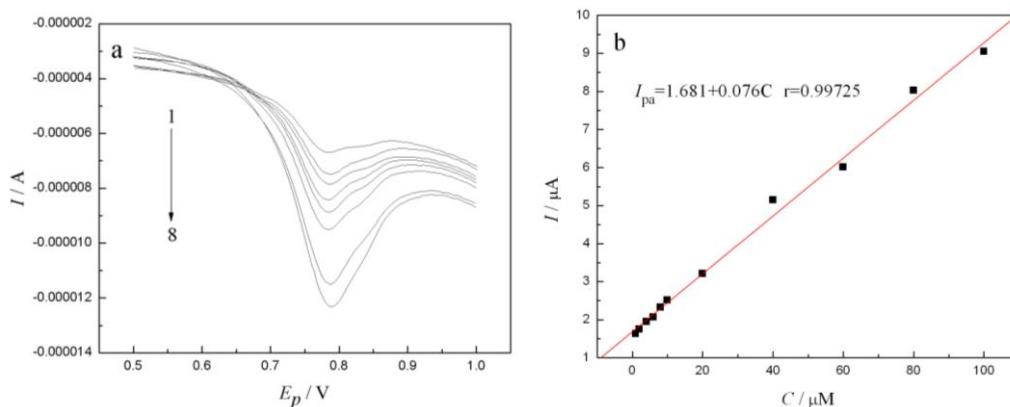 a
-0.000002
-0.000004
-0.000006
-0.000008
-0.000010
-0.000012
-0.000014
I / A
1
8
0.5 0.6 0.7 0.8 0.9 1.0
Ep / V
b
10
9
8
7
6
5
4
3
2
1
I / μA
Ipa=1.681+0.076C r=0.99725
0 20 40 60 80 100
C / μM